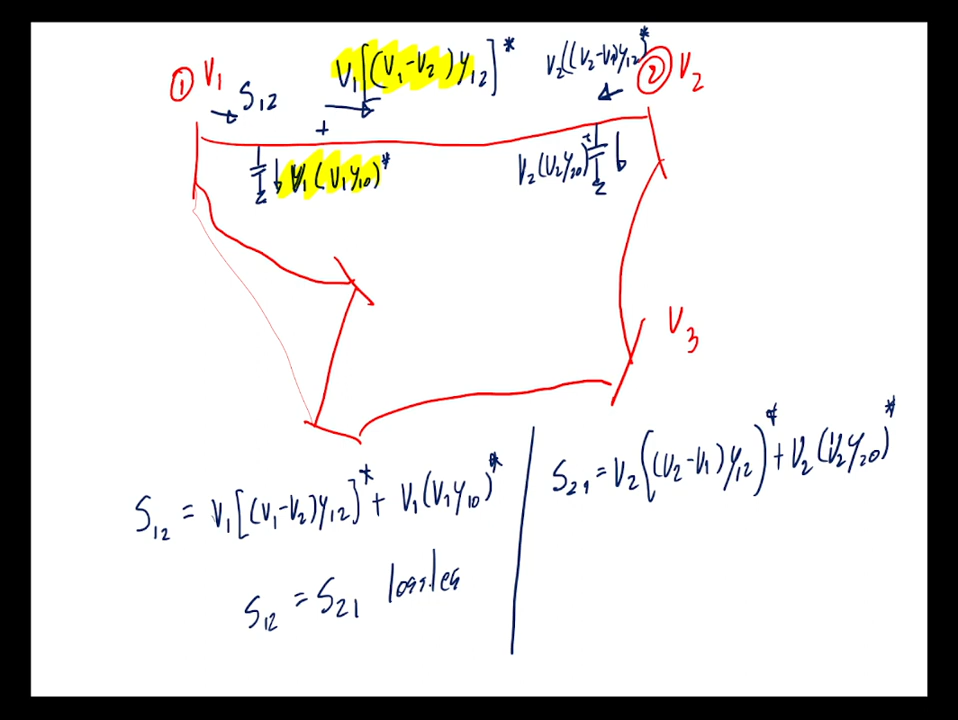 ① V₁
S₁₂
V₁[(V₁-V₂)y₁₂]*
V₂((V₂-V₁)y₁₂)*
② V₂
+
V₁(V₁y₁₀)*
V₂(V₂y₂₀)*
V₃
S₁₂ = V₁[(V₁-V₂)y₁₂]* + V₁(V₁y₁₀)*
S₂₁ = V₂((V₂-V₁)y₁₂)* + V₂(V₂y₂₀)*
S₁₂ = S₂₁ lossles